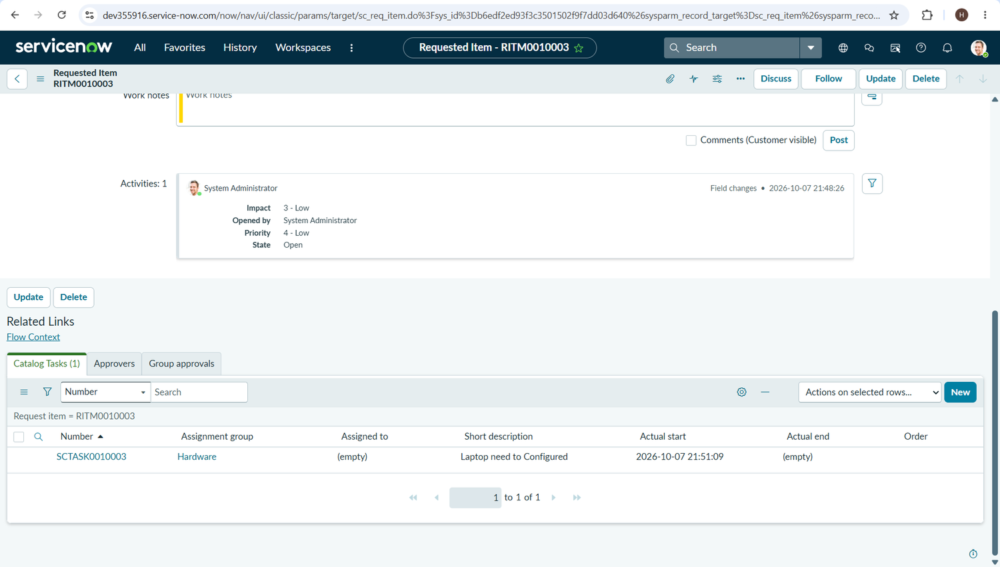 dev355916.service-now.com/now/nav/ui/classic/params/target/sc_req_item.do%3Fsys_id%3Db6edf2ed93f3c3501502f9f7dd03d640%26sysparm_record_target%3Dsc_req_item%26sysparm_reco...
H
servicenow All Favorites History Workspaces Requested Item - RITM0010003 Search
Requested Item
RITM0010003
Discuss Follow Update Delete
Work notes Work notes
Comments (Customer visible) Post
Activities: 1 System Administrator Field changes • 2026-10-07 21:48:26
Impact 3 - Low
Opened by System Administrator
Priority 4 - Low
State Open
Update Delete
Related Links
Flow Context
Catalog Tasks (1) Approvers Group approvals
Number Search Actions on selected rows... New
Request item = RITM0010003
Number Assignment group Assigned to Short description Actual start Actual end Order
SCTASK0010003 Hardware (empty) Laptop need to Configured 2026-10-07 21:51:09 (empty)
1 to 1 of 1